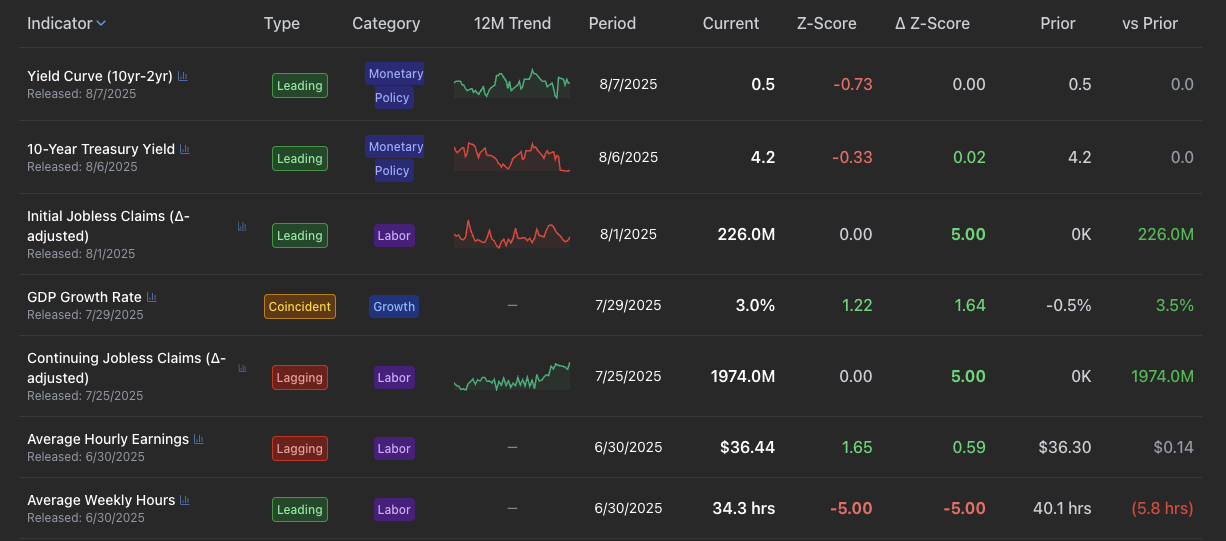 Indicator Type Category 12M Trend Period Current Z-Score Δ Z-Score Prior vs Prior
Yield Curve (10yr-2yr) Leading Monetary Policy 8/7/2025 0.5 -0.73 0.00 0.5 0.0
Released: 8/7/2025
10-Year Treasury Yield Leading Monetary Policy 8/6/2025 4.2 -0.33 0.02 4.2 0.0
Released: 8/6/2025
Initial Jobless Claims (Δ-
adjusted) Leading Labor 8/1/2025 226.0M 0.00 5.00 0K 226.0M
Released: 8/1/2025
GDP Growth Rate Coincident Growth — 7/29/2025 3.0% 1.22 1.64 -0.5% 3.5%
Released: 7/29/2025
Continuing Jobless Claims (Δ-
adjusted) Lagging Labor 7/25/2025 1974.0M 0.00 5.00 0K 1974.0M
Released: 7/25/2025
Average Hourly Earnings Lagging Labor — 6/30/2025 $36.44 1.65 0.59 $36.30 $0.14
Released: 6/30/2025
Average Weekly Hours Leading Labor — 6/30/2025 34.3 hrs -5.00 -5.00 40.1 hrs (5.8 hrs)
Released: 6/30/2025